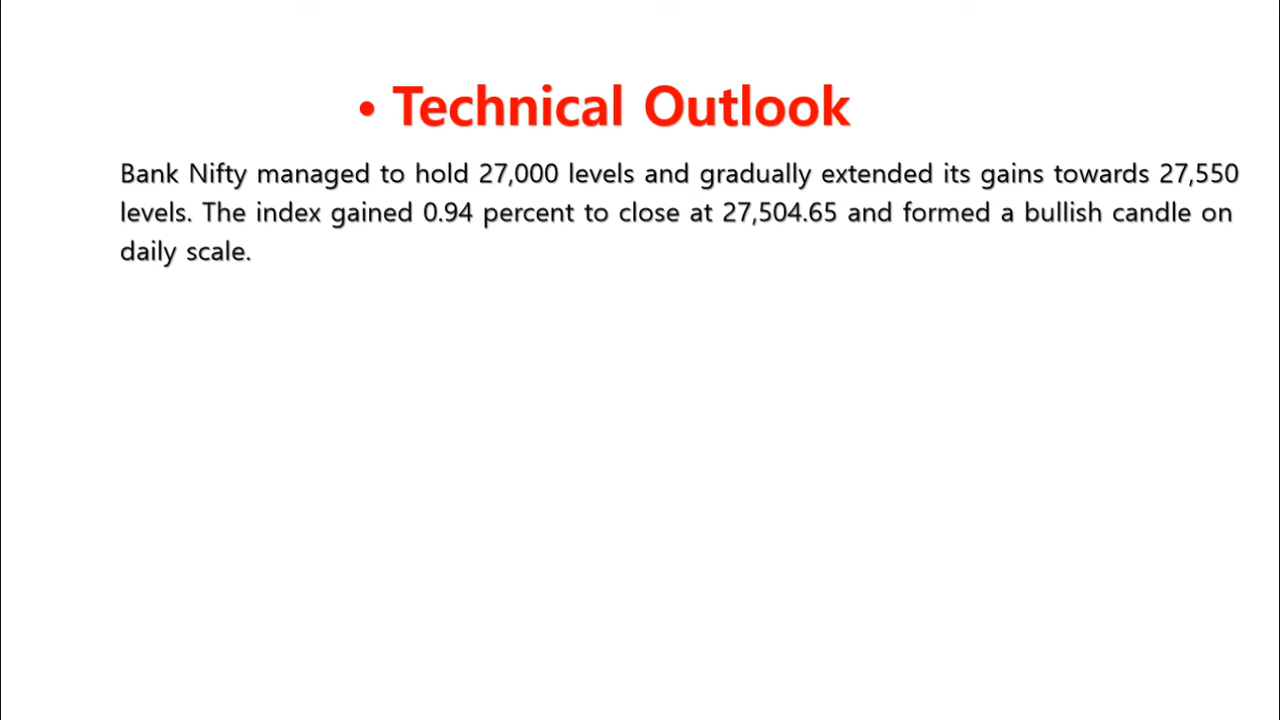 • Technical Outlook
Bank Nifty managed to hold 27,000 levels and gradually extended its gains towards 27,550
levels. The index gained 0.94 percent to close at 27,504.65 and formed a bullish candle on
daily scale.